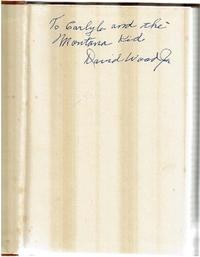 To Carlyle and the
Montana Kid
David Wood Jr